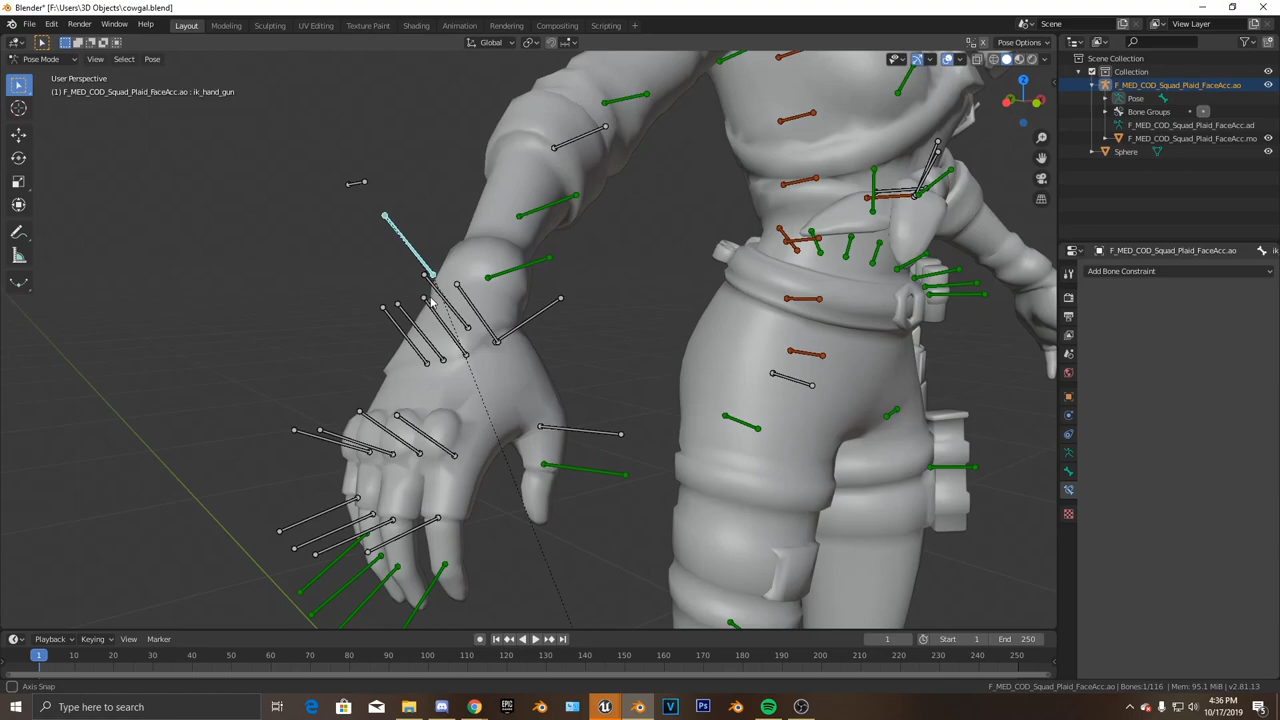 Blender* [F:\Users\3D Objects\cowgal.blend]
File Edit Render Window Help Layout Modeling Sculpting UV Editing Texture Paint Shading Animation Rendering Compositing Scripting + Scene View Layer
Global Pose Options
Pose Mode View Select Pose
User Perspective
(1) F_MED_COD_Squad_Plaid_FaceAcc.ao : ik_hand_gun
Scene Collection
Collection
F_MED_COD_Squad_Plaid_FaceAcc.ao
Pose
Bone Groups
F_MED_COD_Squad_Plaid_FaceAcc.ad
F_MED_COD_Squad_Plaid_FaceAcc.mo
Sphere
F_MED_COD_Squad_Plaid_FaceAcc.ao ik
Add Bone Constraint
Z
Playback Keying View Marker 1 Start 1 End 250
1 10 20 30 40 50 60 70 80 90 100 110 120 130 140 150 160 170 180 190 200 210 220 230 240 250
Axis Snap F_MED_COD_Squad_Plaid_FaceAcc.ao | Bones:1/116 | Mem: 95.1 MiB | v2.81.13
Type here to search
V Ps
4:36 PM
10/17/2019